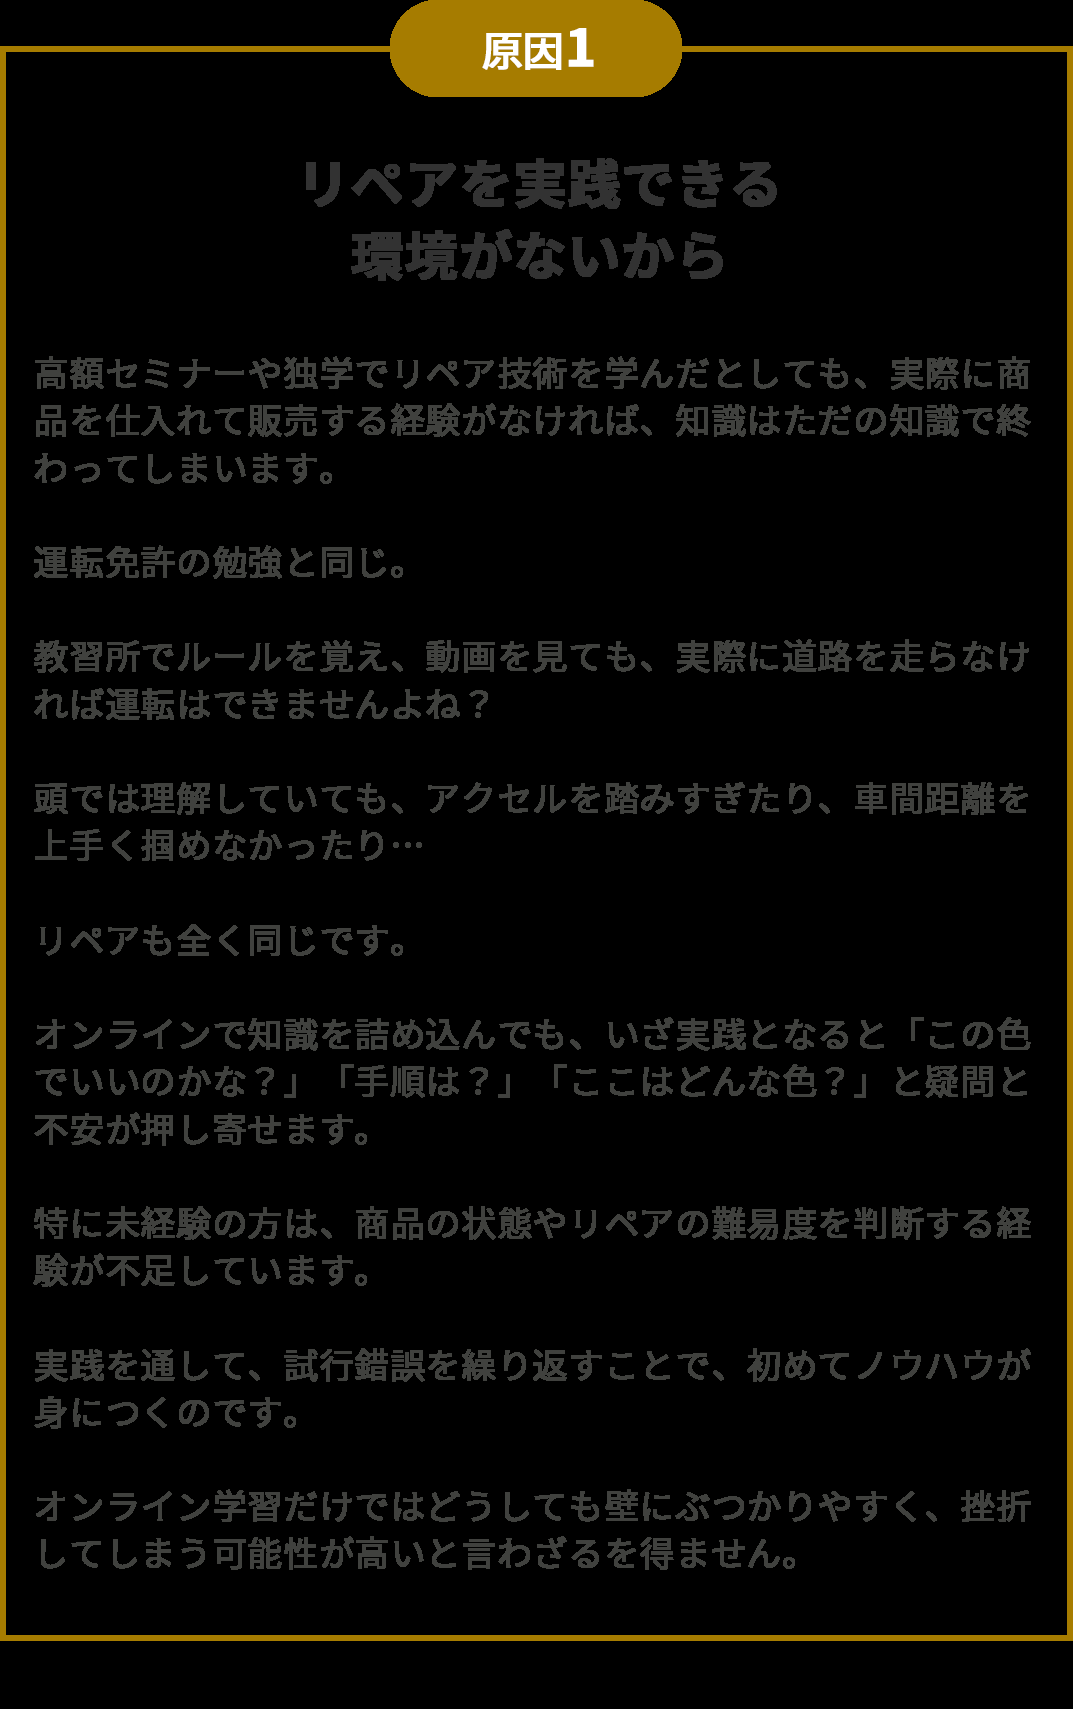 原因1
リペアを実践できる
環境がないから
高額セミナーや独学でリペア技術を学んだとしても、実際に商
品を仕入れて販売する経験がなければ、知識はただの知識で終
わってしまいます。
運転免許の勉強と同じ。
教習所でルールを覚え、動画を見ても、実際に道路を走らなけ
れば運転はできませんよね？
頭では理解していても、アクセルを踏みすぎたり、車間距離を
上手く掴めなかったり…
リペアも全く同じです。
オンラインで知識を詰め込んでも、いざ実践となると「この色
でいいのかな？」「手順は？」「ここはどんな色？」と疑問と
不安が押し寄せます。
特に未経験の方は、商品の状態やリペアの難易度を判断する経
験が不足しています。
実践を通して、試行錯誤を繰り返すことで、初めてノウハウが
身につくのです。
オンライン学習だけではどうしても壁にぶつかりやすく、挫折
してしまう可能性が高いと言わざるを得ません。